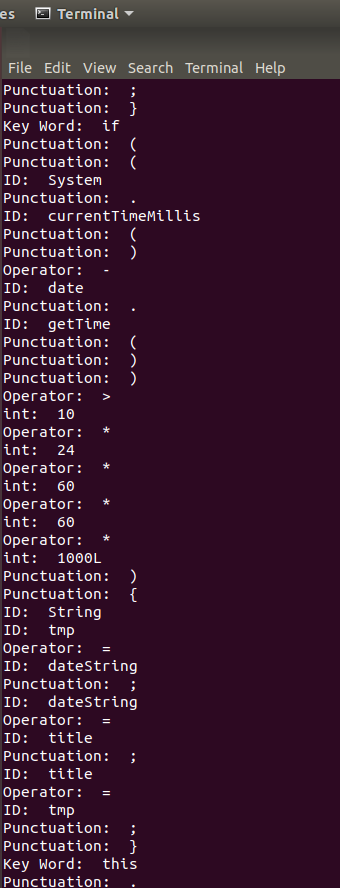 es Terminal
File Edit View Search Terminal Help
Punctuation: ;
Punctuation: }
Key Word: if
Punctuation: (
Punctuation: (
ID: System
Punctuation: .
ID: currentTimeMillis
Punctuation: (
Punctuation: )
Operator: -
ID: date
Punctuation: .
ID: getTime
Punctuation: (
Punctuation: )
Punctuation: )
Operator: >
int: 10
Operator: *
int: 24
Operator: *
int: 60
Operator: *
int: 60
Operator: *
int: 1000L
Punctuation: )
Punctuation: {
ID: String
ID: tmp
Operator: =
ID: dateString
Punctuation: ;
ID: dateString
Operator: =
ID: title
Punctuation: ;
ID: title
Operator: =
ID: tmp
Punctuation: ;
Punctuation: }
Key Word: this
Punctuation: .